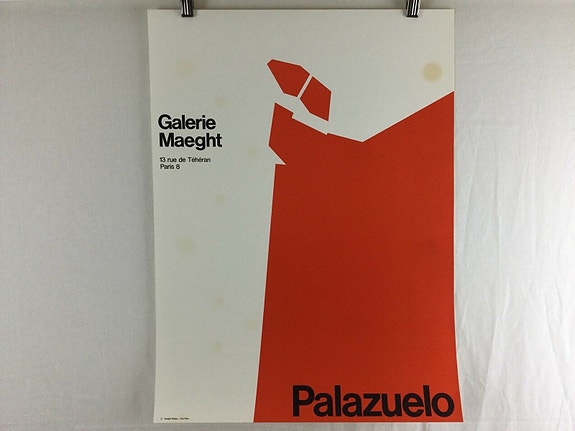 Galerie
Maeght
13 rue de Téhéran
Paris 8
Palazuelo